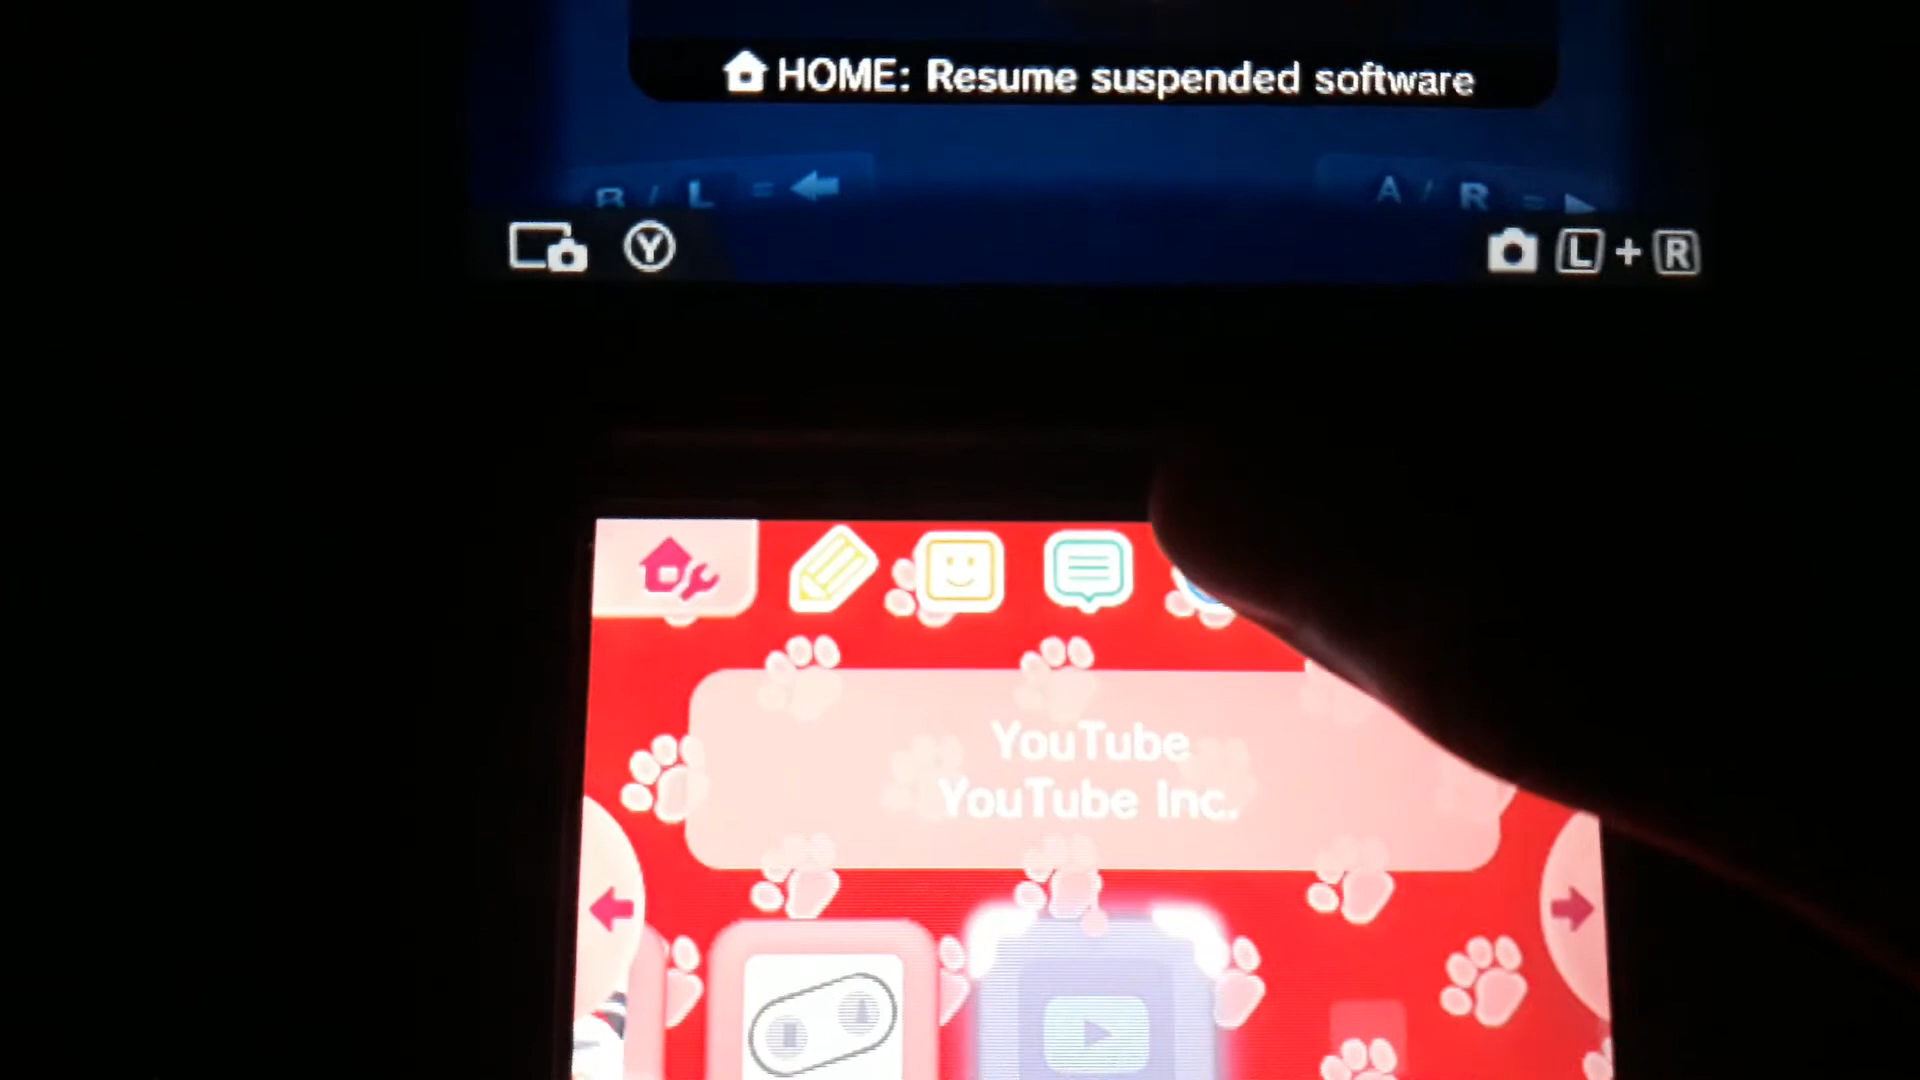 HOME: Resume suspended software
B / L =
A / R =
Y
L + R
YouTube
YouTube Inc.